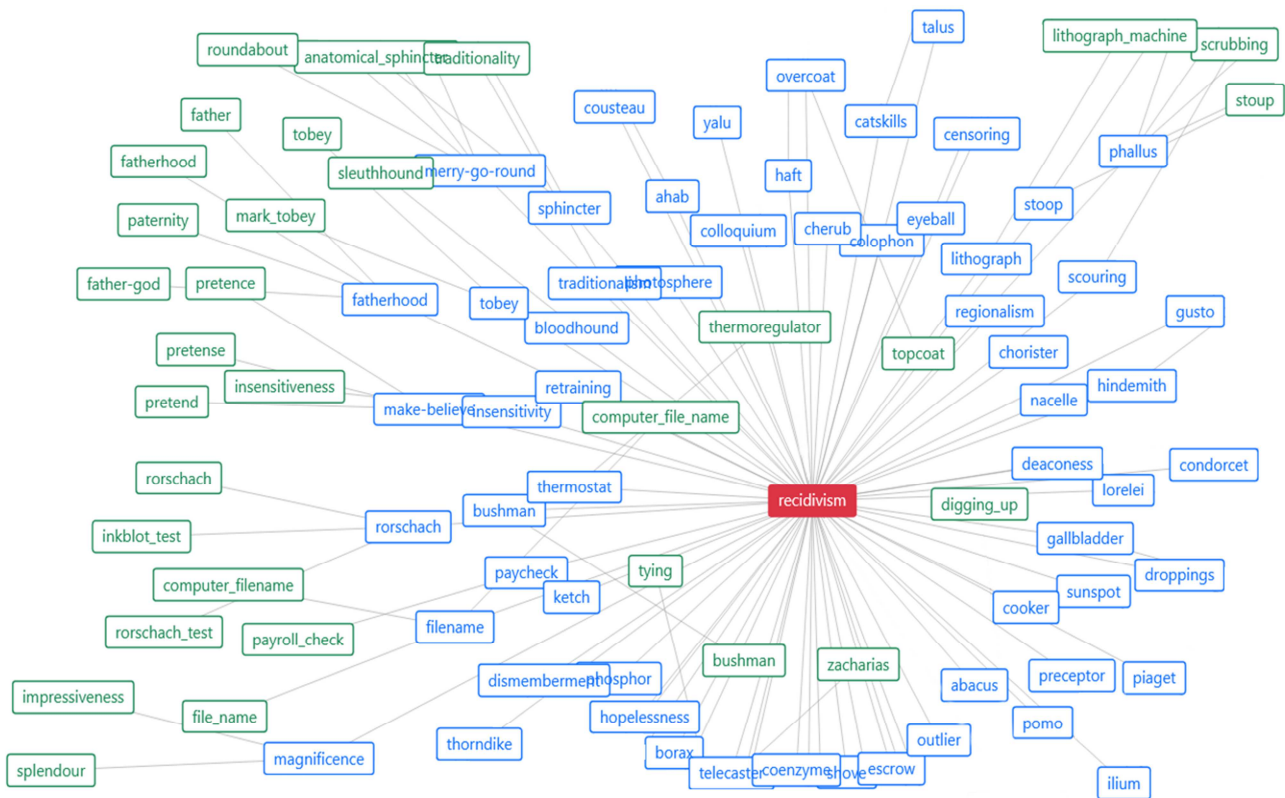 talus
lithograph_machine
scrubbing
roundabout
anatomical_sphincter
traditionality
overcoat
stoup
cousteau
father
yalu
catskills
tobey
censoring
phallus
fatherhood
sleuthhound
merry-go-round
haft
ahab
stoop
sphincter
mark_tobey
paternity
eyeball
cherub
colloquium
colophon
lithograph
scouring
father-god
pretence
traditionalism
photosphere
fatherhood
tobey
regionalism
gusto
bloodhound
thermoregulator
pretense
topcoat
chorister
insensitiveness
retraining
hindemith
pretend
make-believe
insensitivity
nacelle
computer_file_name
deaconess
condorcet
rorschach
thermostat
lorelei
recidivism
digging_up
bushman
rorschach
inkblot_test
gallbladder
tying
paycheck
droppings
computer_filename
ketch
sunspot
cooker
rorschach_test
payroll_check
filename
bushman
zacharias
dismemberment
phosphor
abacus
preceptor
piaget
impressiveness
file_name
hopelessness
pomo
thorndike
outlier
borax
magnificence
splendour
telecaster
coenzyme
shove
escrow
ilium